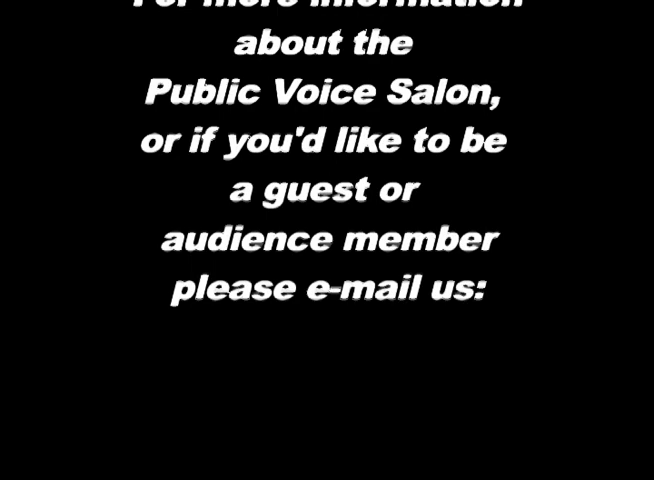 For more information
about the
Public Voice Salon,
or if you'd like to be
a guest or
audience member
please e-mail us: